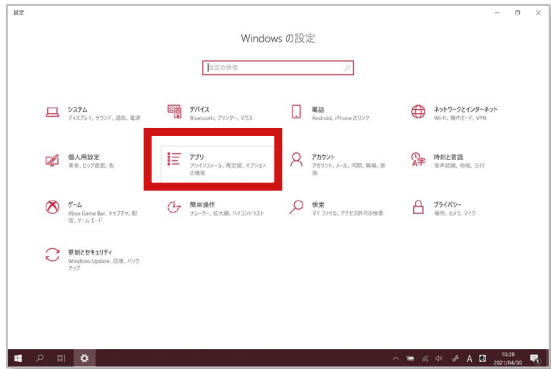 設定
Windows の設定
設定の検索
システム
ディスプレイ、サウンド、通知、電源
デバイス
Bluetooth、プリンター、マウス
電話
Android, iPhone のリンク
ネットワークとインターネット
Wi-Fi、機内モード、VPN
個人用設定
背景、ロック画面、色
アプリ
アンインストール、既定値、オプション
の機能
アカウント
アカウント、メール、同期、職場、家
族
時刻と言語
音声認識、地域、日付
ゲーム
Xbox Game Bar、キャプチャ、配
信、ゲーム モード
簡単操作
ナレーター、拡大鏡、ハイコントラスト
検索
マイ ファイル、アクセス許可の検索
プライバシー
場所、カメラ、マイク
更新とセキュリティ
Windows Update、回復、バック
アップ
A
10:28
2021/04/30